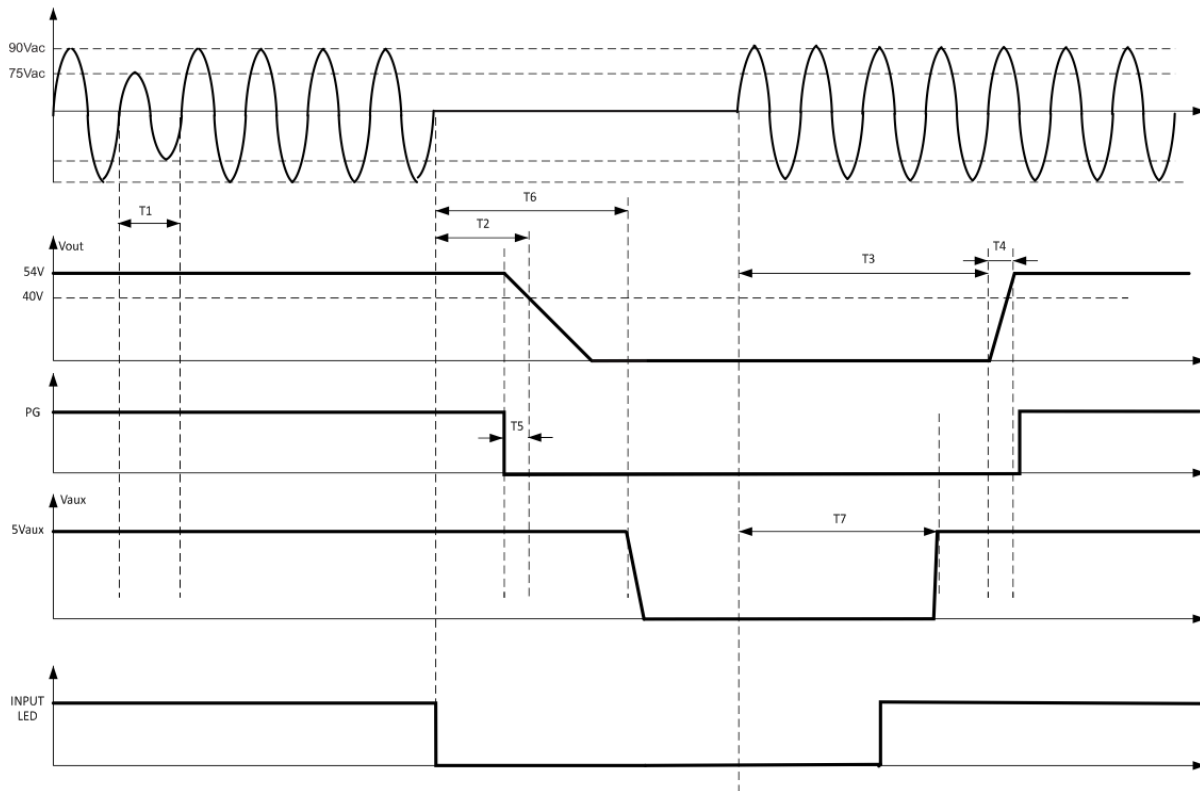 90Vac
75Vac
T1
T6
T2
Vout
54V
40V
T3
T4
PG
T5
Vaux
5Vaux
T7
INPUT
LED